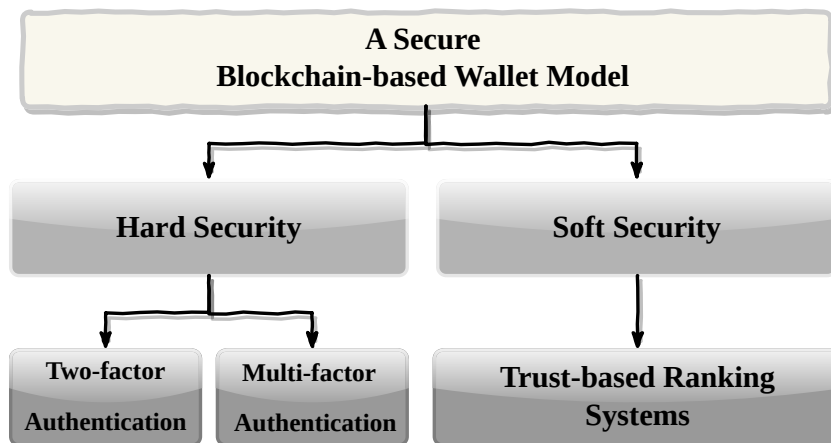 A Secure
Blockchain-based Wallet Model
Hard Security
Soft Security
Two-factor
Authentication
Multi-factor
Authentication
Trust-based Ranking
Systems